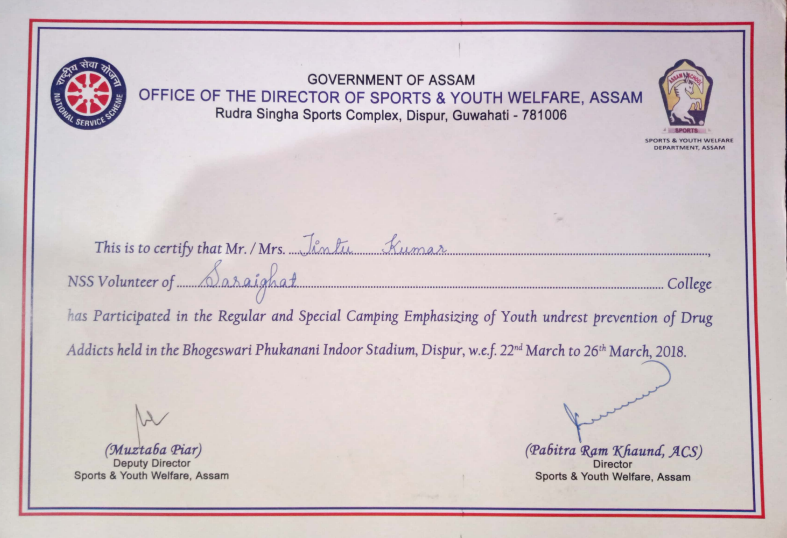 राष्ट्रीय सेवा योजना
NATIONAL SERVICE SCHEME
GOVERNMENT OF ASSAM
OFFICE OF THE DIRECTOR OF SPORTS & YOUTH WELFARE, ASSAM
Rudra Singha Sports Complex, Dispur, Guwahati - 781006
ASSAM SCHOOL
SPORTS
SPORTS & YOUTH WELFARE
DEPARTMENT, ASSAM
This is to certify that Mr. / Mrs. Jintu Kumar,
NSS Volunteer of Saraighat College
has Participated in the Regular and Special Camping Emphasizing of Youth undrest prevention of Drug
Addicts held in the Bhogeswari Phukanani Indoor Stadium, Dispur, w.e.f. 22nd March to 26th March, 2018.
(Muztaba Piar)
Deputy Director
Sports & Youth Welfare, Assam
(Pabitra Ram Khaund, ACS)
Director
Sports & Youth Welfare, Assam